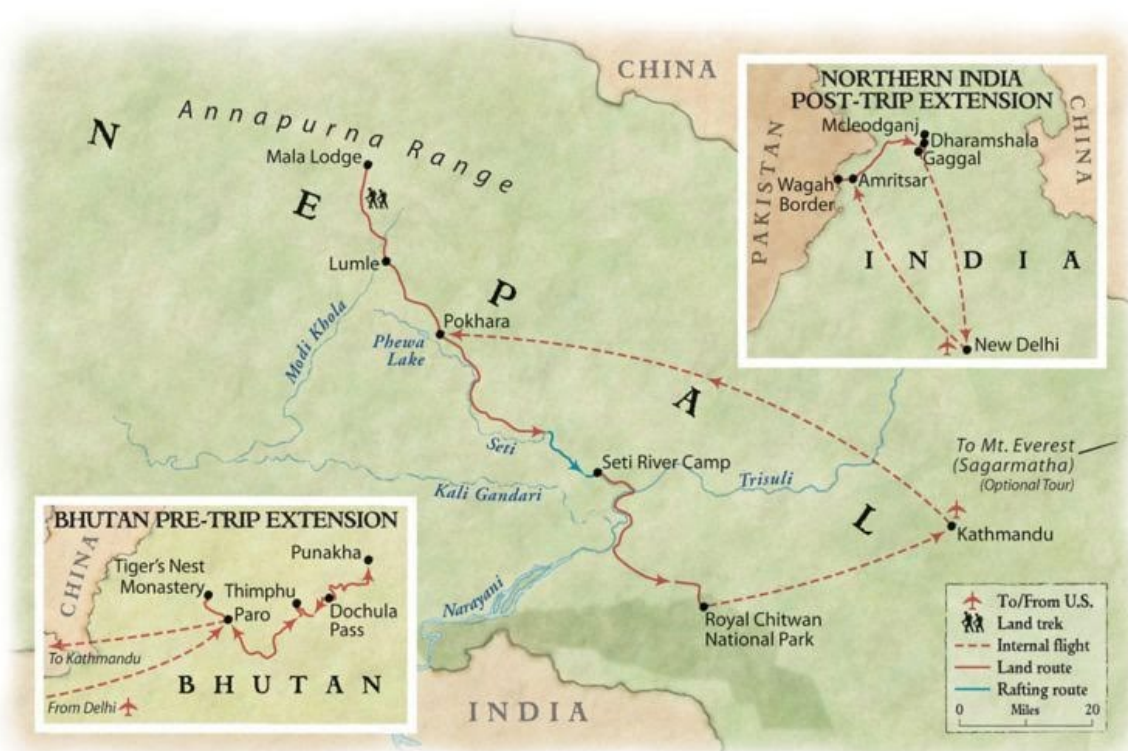 CHINA
N E P A L
Annapurna Range
Mala Lodge
Lumle
Modi Khola
Pokhara
Phewa
Lake
Seti
Seti River Camp
Kali Gandari
Trisuli
To Mt. Everest
(Sagarmatha)
(Optional Tour)
Kathmandu
Narayani
Royal Chitwan
National Park
INDIA
NORTHERN INDIA
POST-TRIP EXTENSION
PAKISTAN
CHINA
Mcleodganj
Dharamshala
Gaggal
Wagah
Border
Amritsar
INDIA
New Delhi
BHUTAN PRE-TRIP EXTENSION
CHINA
Punakha
Tiger's Nest
Monastery
Thimphu
Paro
Dochula
Pass
To Kathmandu
BHUTAN
From Delhi
To/From U.S.
Land trek
Internal flight
Land route
Rafting route
0 Miles 20